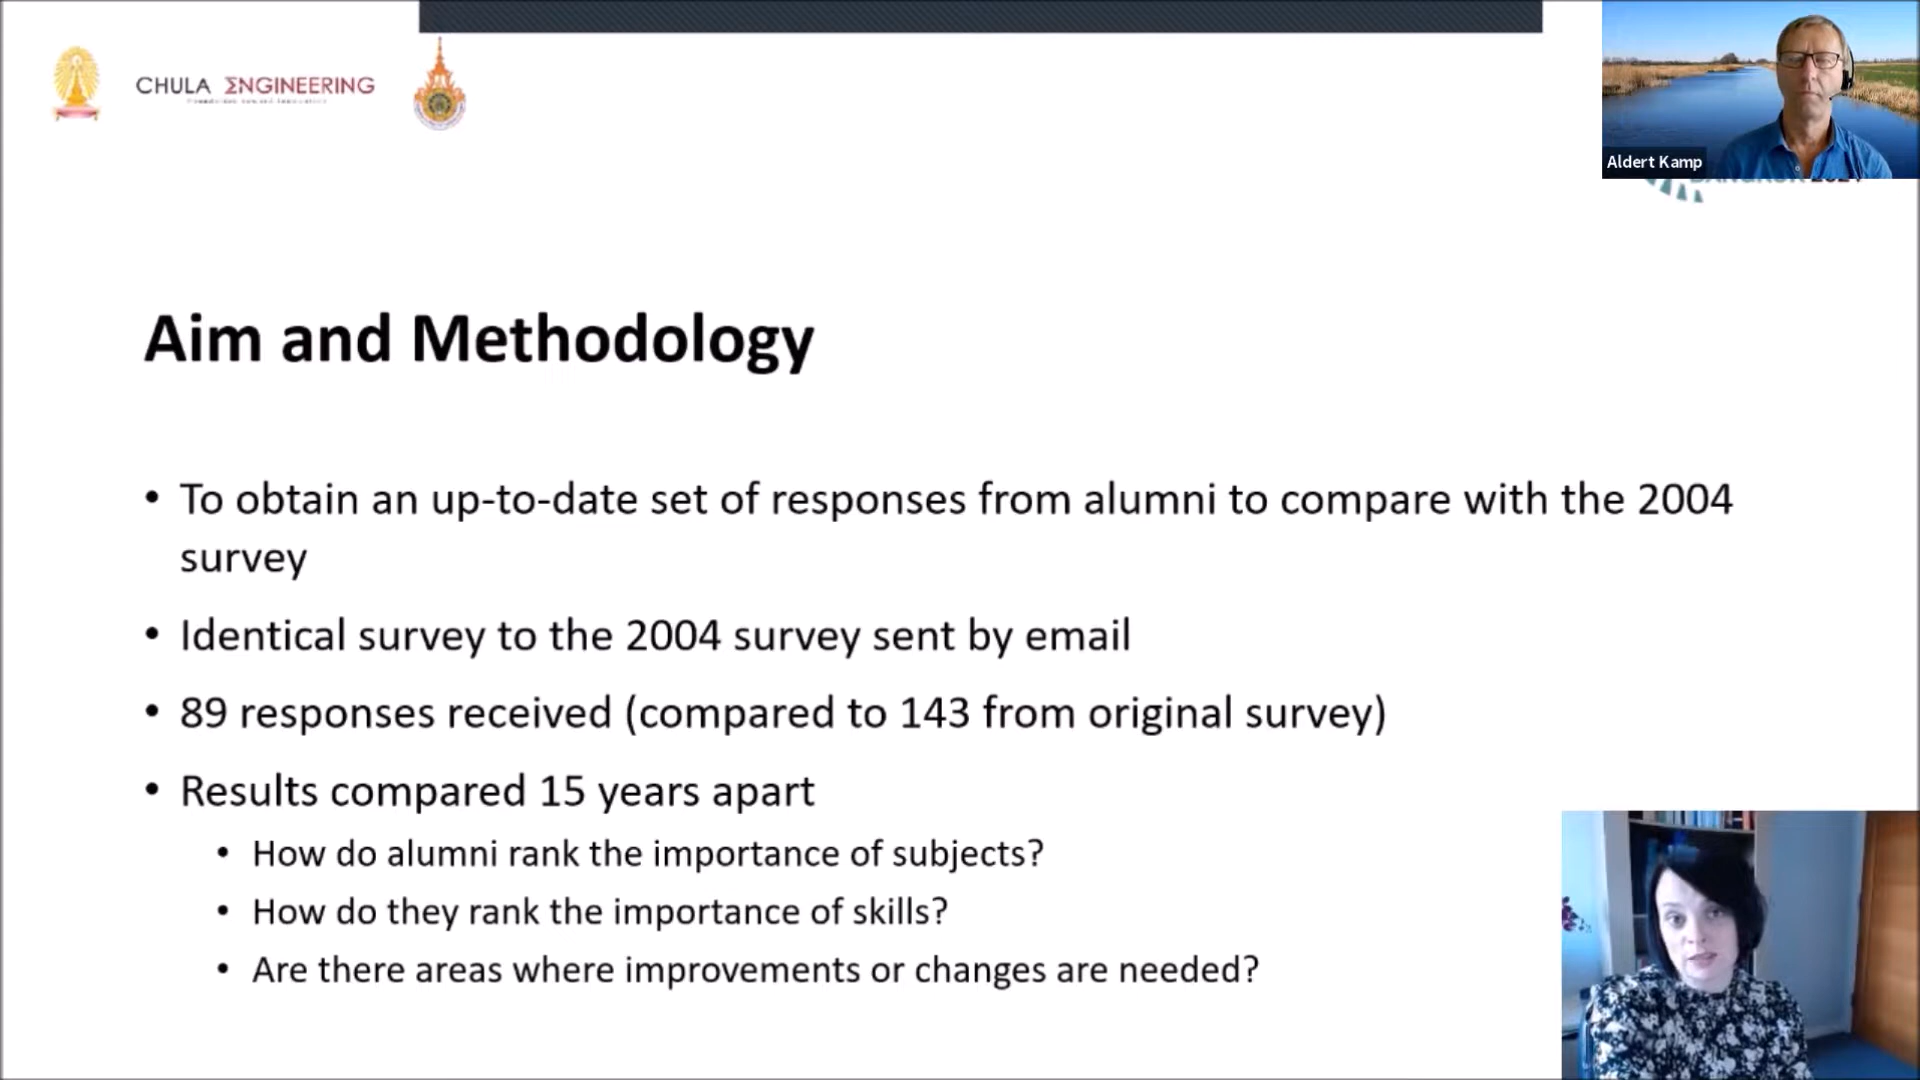 CHULA ΣNGINEERING
Aldert Kamp
Aim and Methodology
• To obtain an up-to-date set of responses from alumni to compare with the 2004
survey
• Identical survey to the 2004 survey sent by email
• 89 responses received (compared to 143 from original survey)
• Results compared 15 years apart
• How do alumni rank the importance of subjects?
• How do they rank the importance of skills?
• Are there areas where improvements or changes are needed?